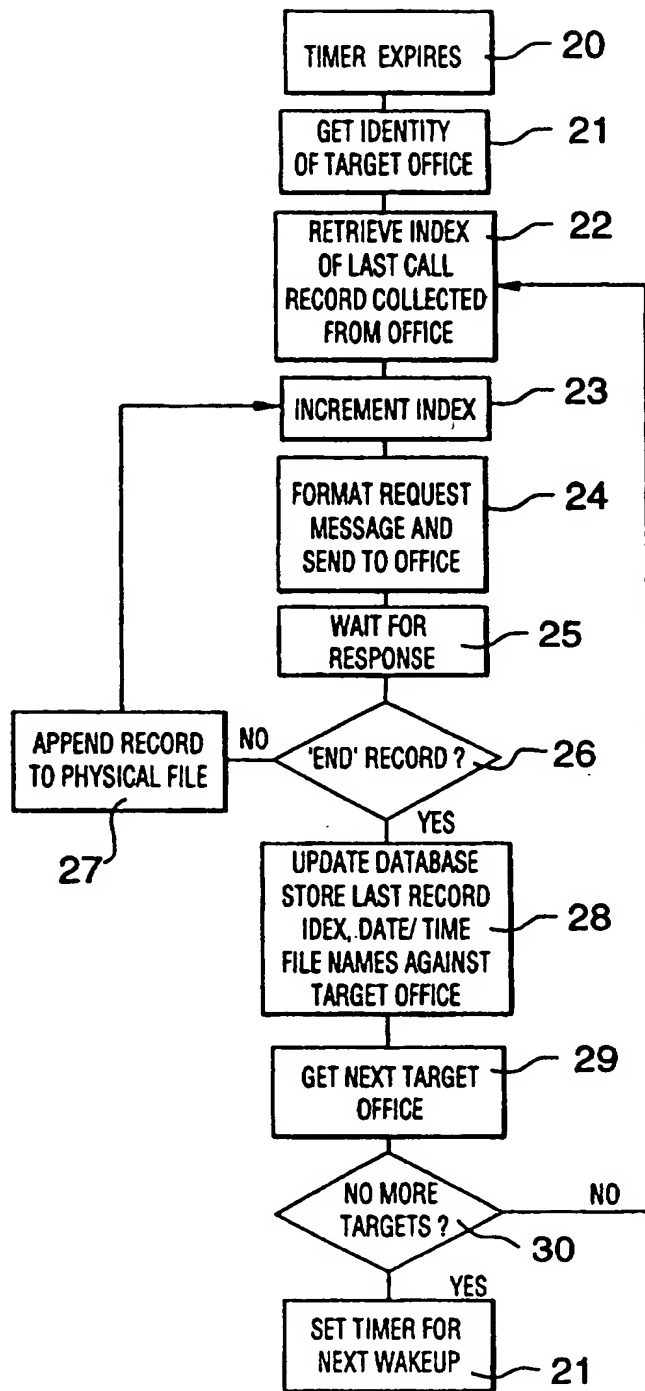 TIMER EXPIRES
20
GET IDENTITY
OF TARGET OFFICE
21
RETRIEVE INDEX
OF LAST CALL
RECORD COLLECTED
FROM OFFICE
22
INCREMENT INDEX
23
FORMAT REQUEST
MESSAGE AND
SEND TO OFFICE
24
WAIT FOR
RESPONSE
25
'END' RECORD ?
26
NO
APPEND RECORD
TO PHYSICAL FILE
27
YES
UPDATE DATABASE
STORE LAST RECORD
IDEX, DATE/ TIME
FILE NAMES AGAINST
TARGET OFFICE
28
GET NEXT TARGET
OFFICE
29
NO MORE
TARGETS ?
30
NO
YES
SET TIMER FOR
NEXT WAKEUP
21